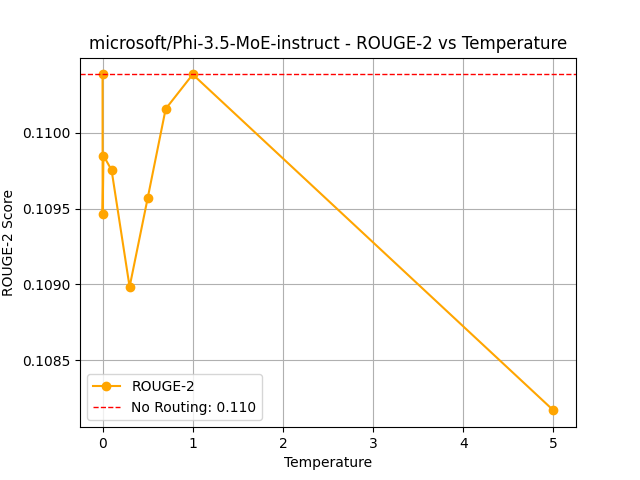 microsoft/Phi-3.5-MoE-instruct - ROUGE-2 vs Temperature
ROUGE-2 Score
0.1100
0.1095
0.1090
0.1085
ROUGE-2
No Routing: 0.110
0 1 2 3 4 5
Temperature